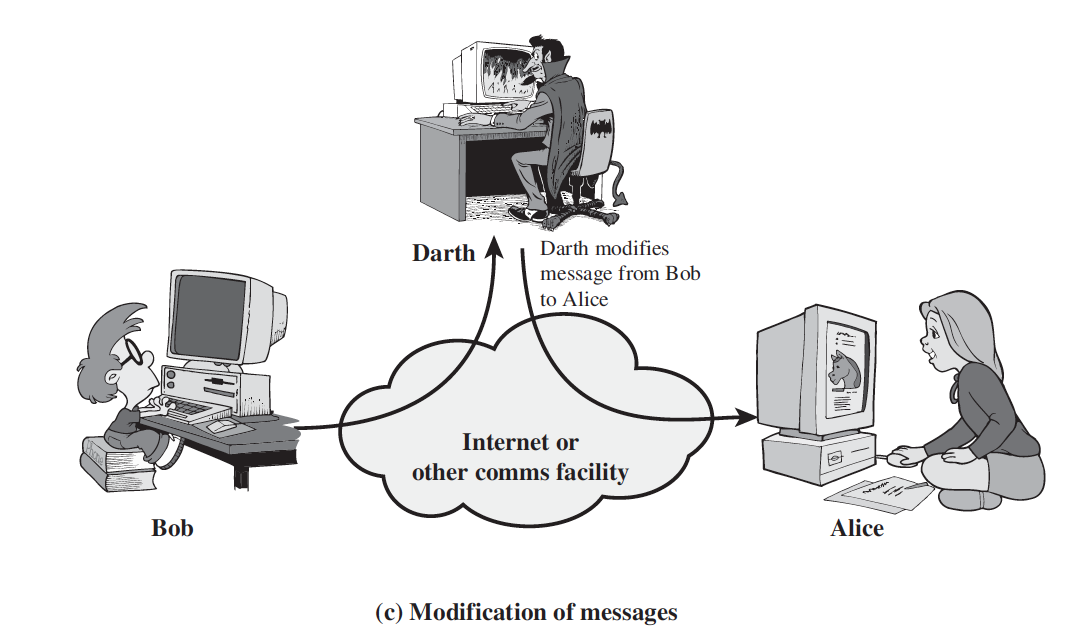 Darth
Darth modifies
message from Bob
to Alice
Internet or
other comms facility
Bob
Alice
(c) Modification of messages